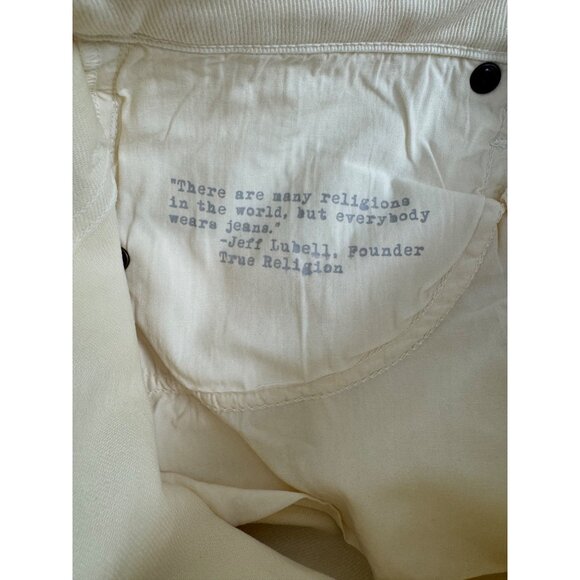 "There are many religions
in the world, but everybody
wears jeans."
-Jeff Lubell, Founder
True Religion